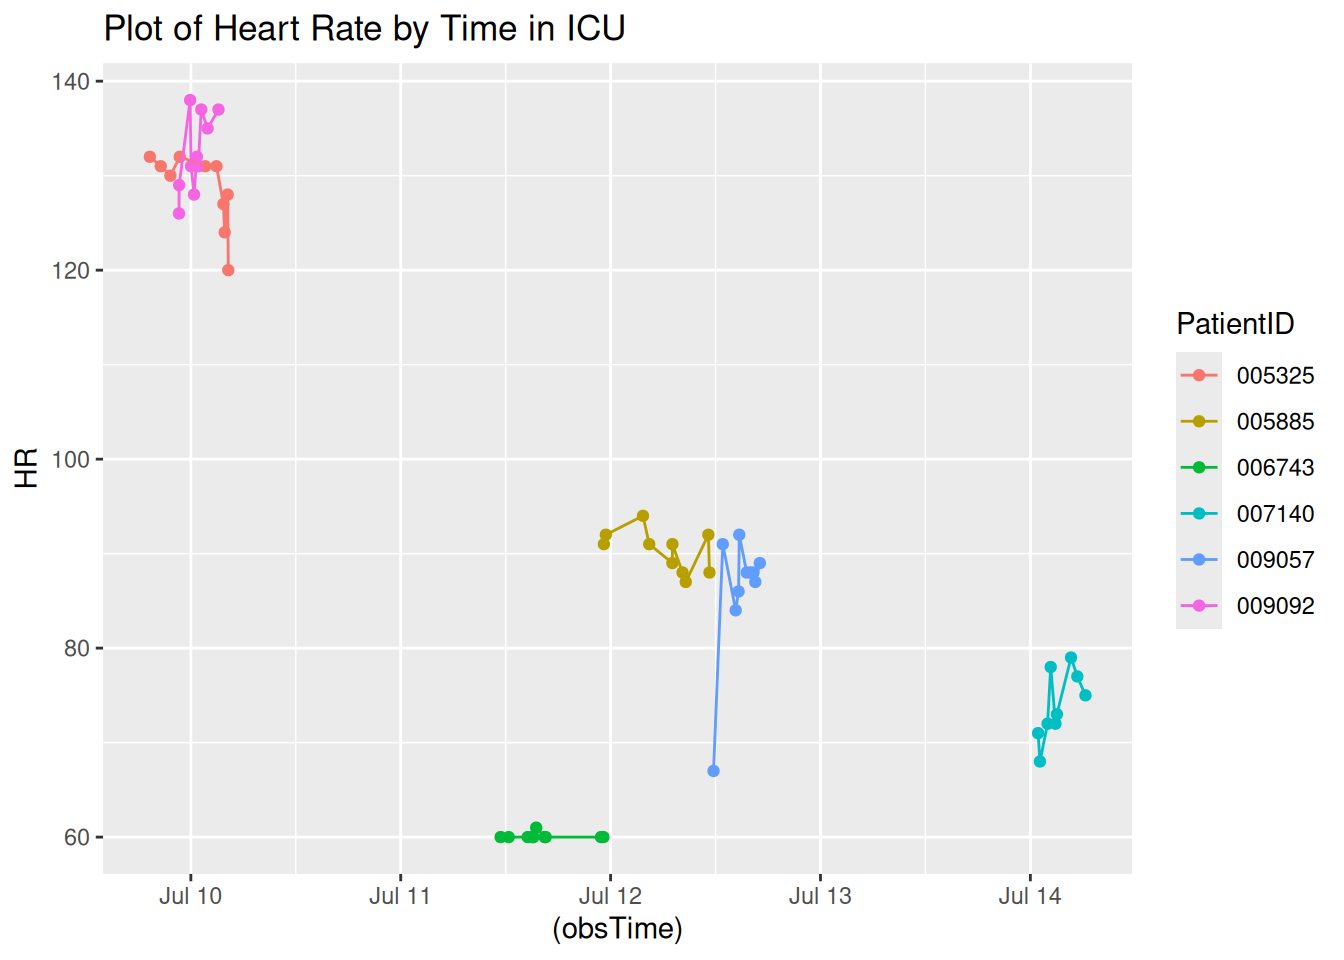 Plot of Heart Rate by Time in ICU
140
120
100
80
60
HR
Jul 10
Jul 11
Jul 12
Jul 13
Jul 14
(obsTime)
PatientID
005325
005885
006743
007140
009057
009092